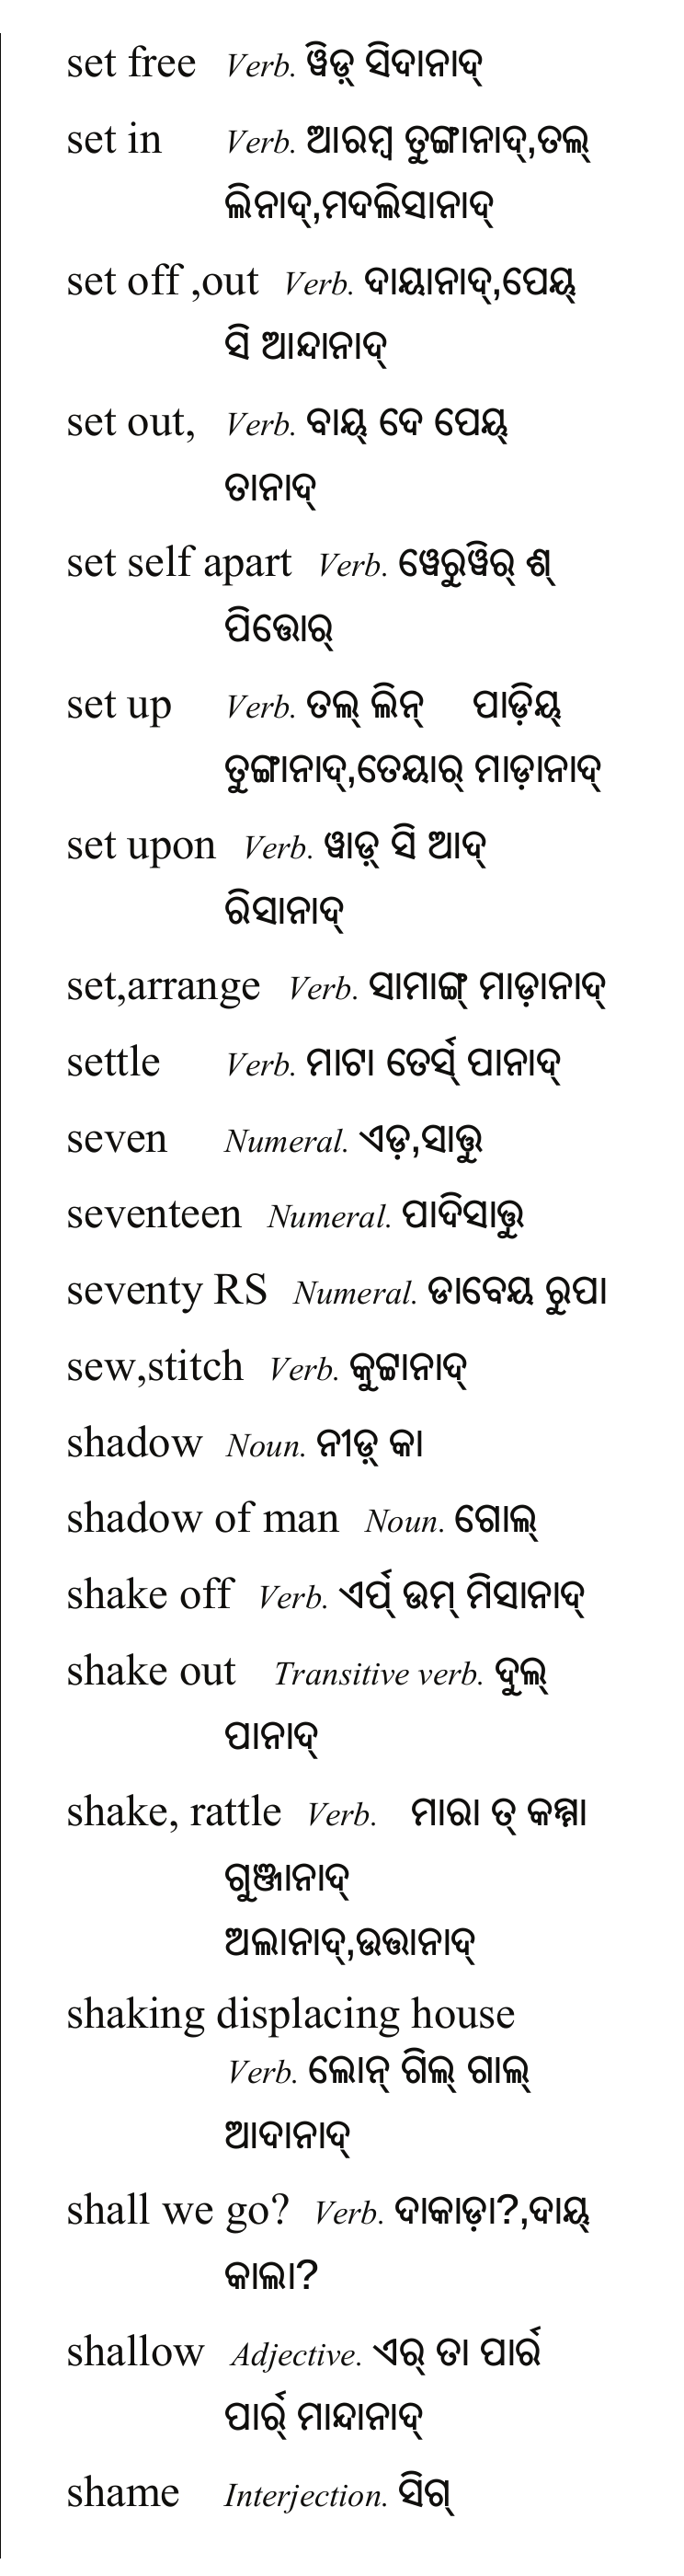 set free Verb. ୱିଡ଼୍ ସିଦାନାଦ୍
set in Verb. ଆରମ୍ବ ତୁଙ୍ଗାନାଦ୍,ତଲ୍
ଲିନାଦ୍,ମଦଲିସାନାଦ୍
set off ,out Verb. ଦାୟାନାଦ୍,ପେୟ୍
ସି ଆନ୍ଦାନାଦ୍
set out, Verb. ବାୟ୍ ଦେ ପେୟ୍
ତାନାଦ୍
set self apart Verb. ୱେରୁୱିର୍ ଶ୍
ପିତ୍ତୋର୍
set up Verb. ତଲ୍ ଲିନ୍ ପାଡ଼ିୟ୍
ତୁଙ୍ଗାନାଦ୍,ତେୟାର୍ ମାଡ଼ାନାଦ୍
set upon Verb. ୱାଡ଼୍ ସି ଆଦ୍
ରିସାନାଦ୍
set,arrange Verb. ସାମାଙ୍ଗ୍ ମାଡ଼ାନାଦ୍
settle Verb. ମାଟା ତେର୍ସ୍ ପାନାଦ୍
seven Numeral. ଏଡ଼,ସାତ୍ତୁ
seventeen Numeral. ପାଦିସାତ୍ତୁ
seventy RS Numeral. ଡାବେୟ ରୁପା
sew,stitch Verb. କୁଟ୍ଟାନାଦ୍
shadow Noun. ନୀଡ଼୍ କା
shadow of man Noun. ଗୋଲ୍
shake off Verb. ଏର୍ପ୍ ଉମ୍ ମିସାନାଦ୍
shake out Transitive verb. ଦୁଲ୍
ପାନାଦ୍
shake, rattle Verb. ମାରା ତ୍ କମ୍ମା
ଗୁଞ୍ଜାନାଦ୍
ଅଲାନାଦ୍,ଉତ୍ତାନାଦ୍
shaking displacing house
Verb. ଲୋନ୍ ଗିଲ୍ ଗାଲ୍
ଆଦାନାଦ୍
shall we go? Verb. ଦାକାଡ଼ା?,ଦାୟ୍
କାଲା?
shallow Adjective. ଏର୍ ତା ପାର୍ର
ପାର୍ର୍ ମାନ୍ଦାନାଦ୍
shame Interjection. ସିଗ୍